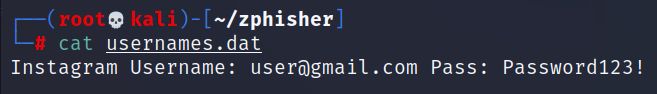 ┌──(root💀kali)-[~/zphisher]
└─# cat usernames.dat
Instagram Username: user@gmail.com Pass: Password123!